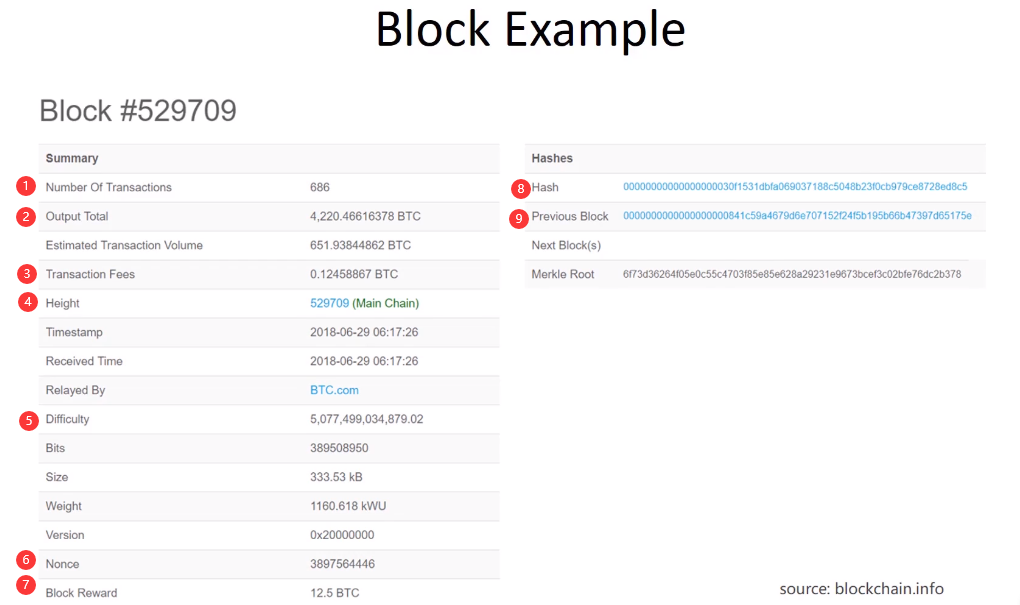 Block Example
Block #529709
Summary
1 Number Of Transactions 686
2 Output Total 4,220.46616378 BTC
Estimated Transaction Volume 651.93844862 BTC
3 Transaction Fees 0.12458867 BTC
4 Height 529709 (Main Chain)
Timestamp 2018-06-29 06:17:26
Received Time 2018-06-29 06:17:26
Relayed By BTC.com
5 Difficulty 5,077,499,034,879.02
Bits 389508950
Size 333.53 kB
Weight 1160.618 kWU
Version 0x20000000
6 Nonce 3897564446
7 Block Reward 12.5 BTC
Hashes
8 Hash 00000000000000000030f1531dbfa069037188c5048b23f0cb979ce8728ed8c5
9 Previous Block 0000000000000000000841c59a4679d6e707152f24f5b195b66b47397d65175e
Next Block(s)
Merkle Root 6f73d36264f05e0c55c4703f85e85e628a29231e9673bcef3c02bfe76dc2b378
source: blockchain.info